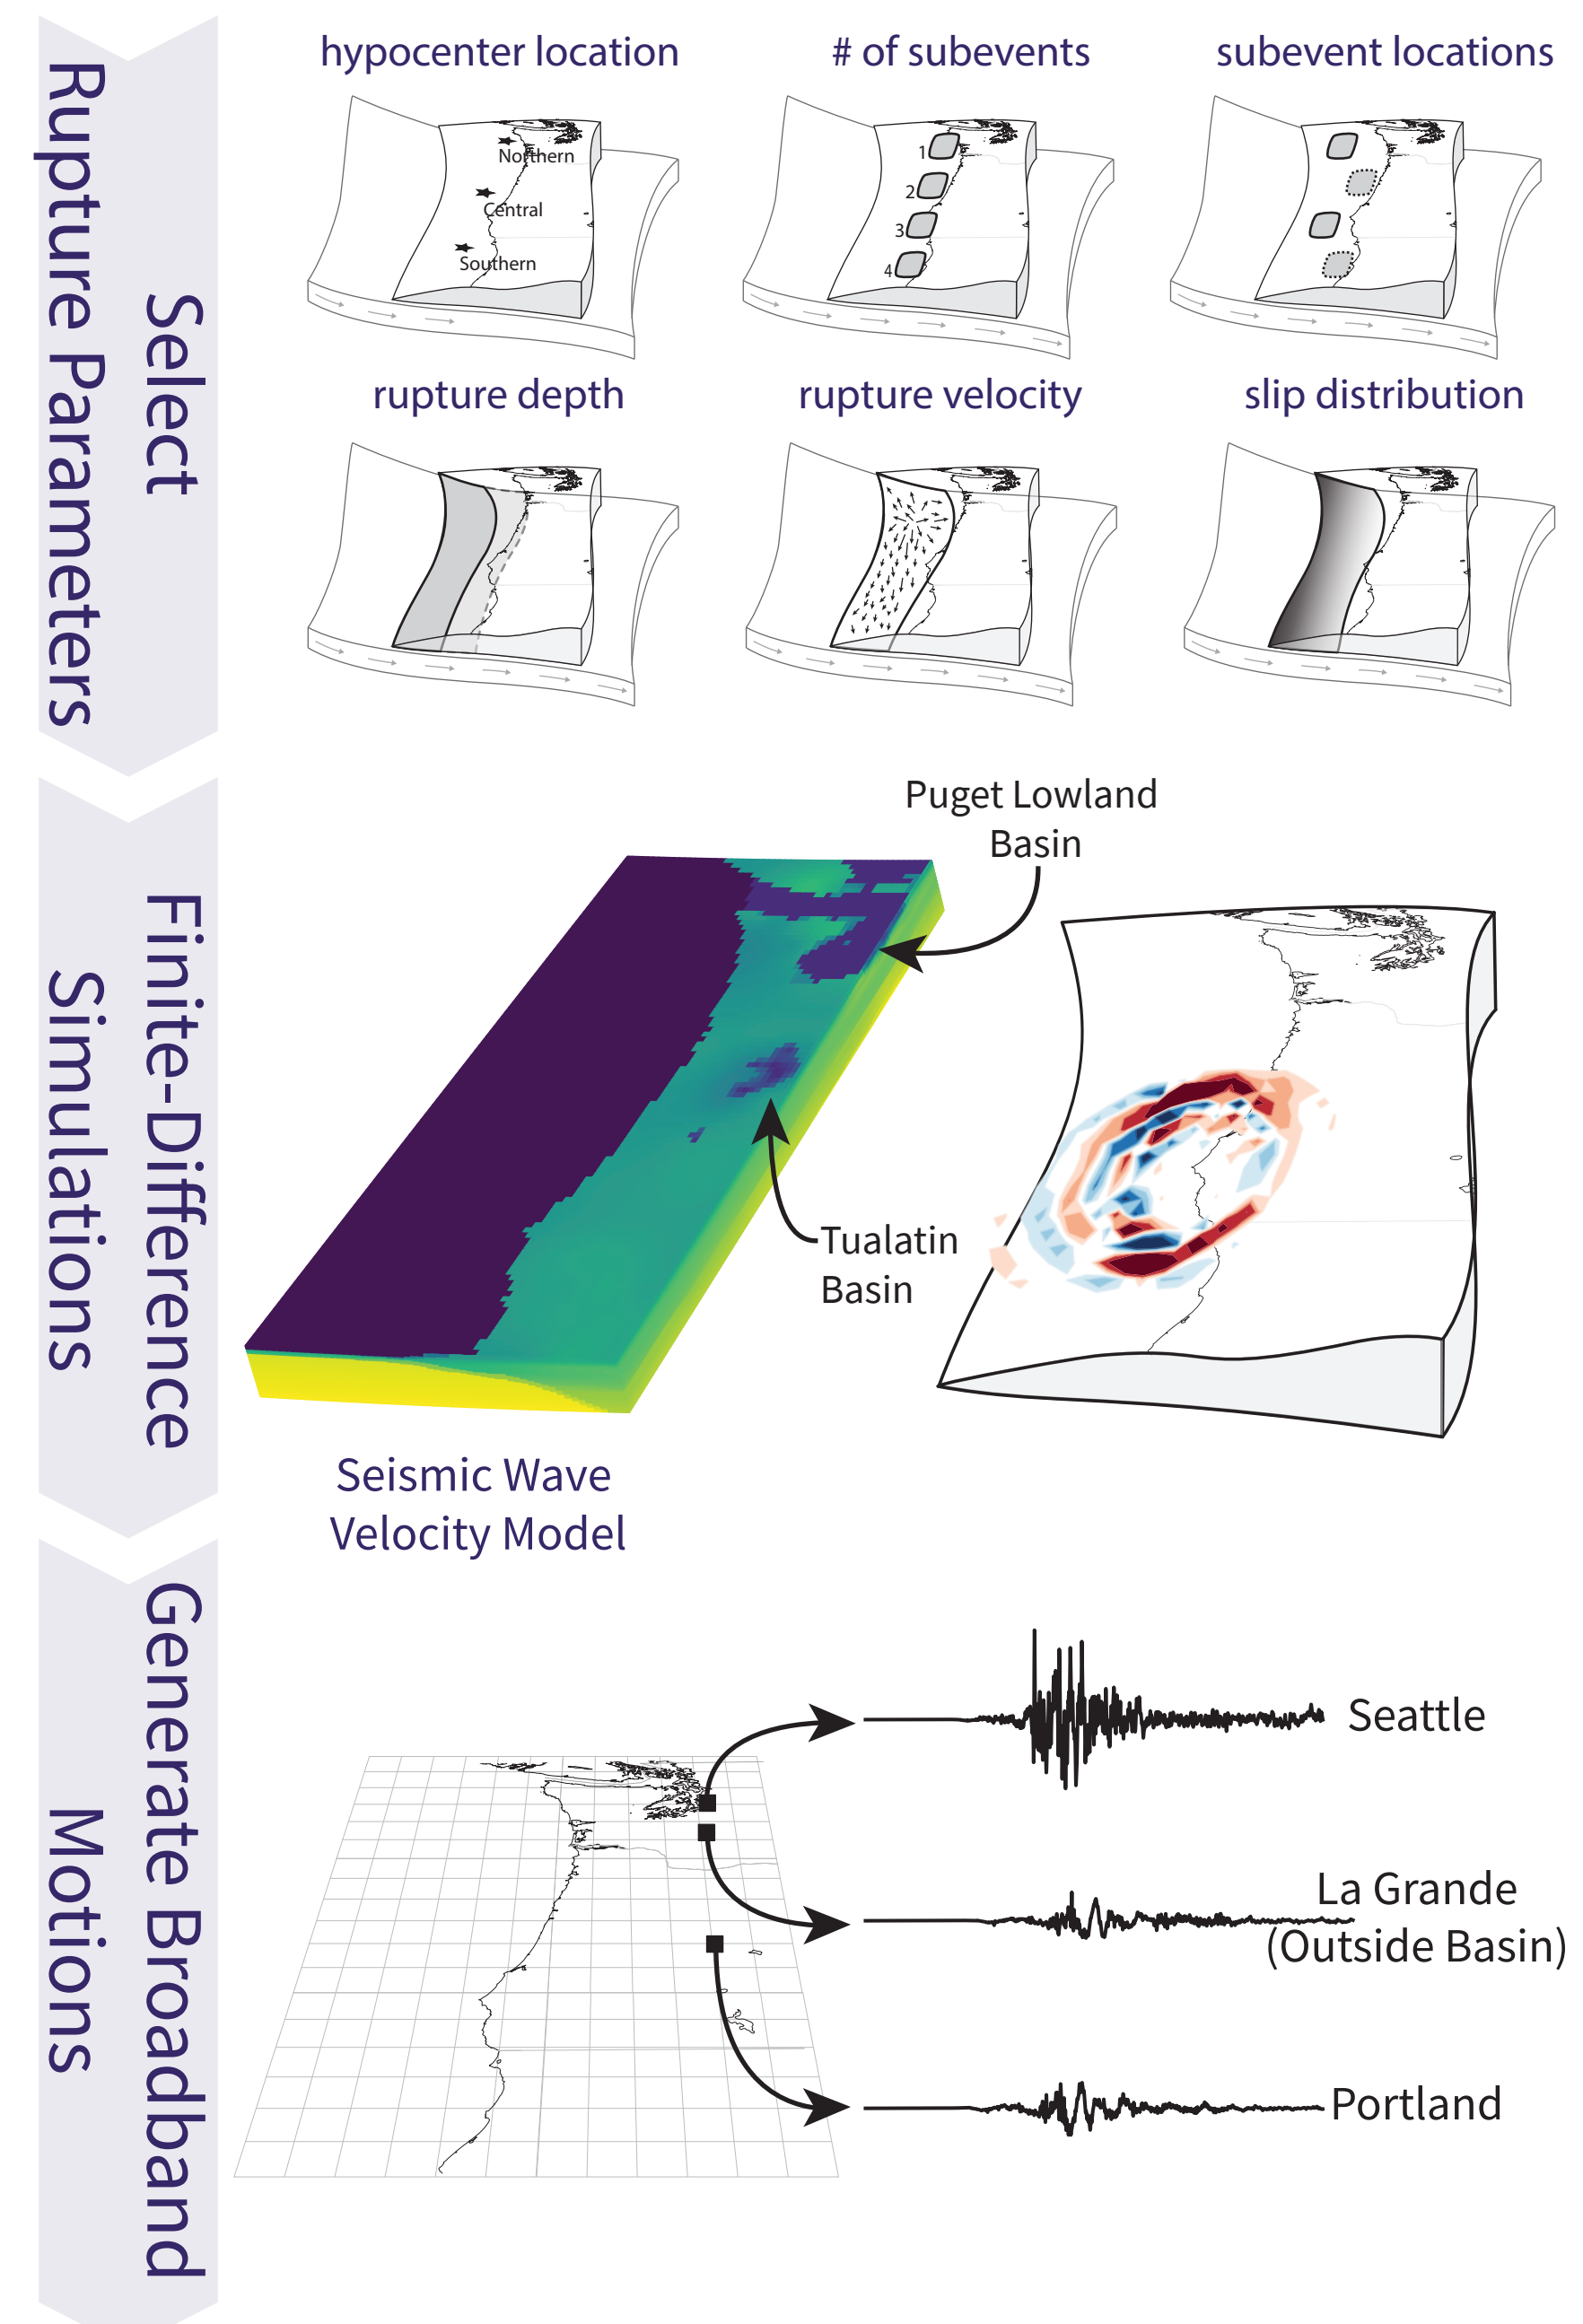 Select
Rupture Parameters
hypocenter location
# of subevents
subevent locations
Northern
Central
Southern
1
2
3
4
rupture depth
rupture velocity
slip distribution
Finite-Difference
Simulations
Puget Lowland
Basin
Tualatin
Basin
Seismic Wave
Velocity Model
Generate Broadband
Motions
Seattle
La Grande
(Outside Basin)
Portland